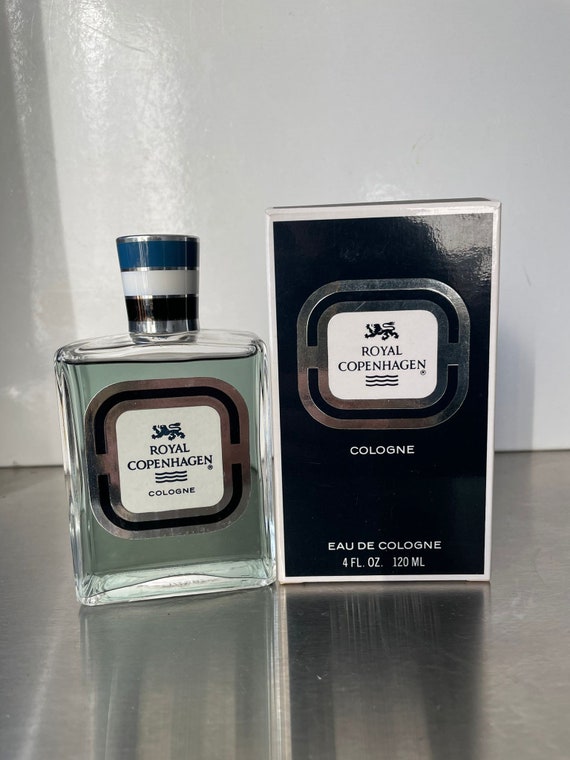 ROYAL
COPENHAGEN®
COLOGNE
ROYAL
COPENHAGEN®
COLOGNE
EAU DE COLOGNE
4 FL. OZ. 120 ML